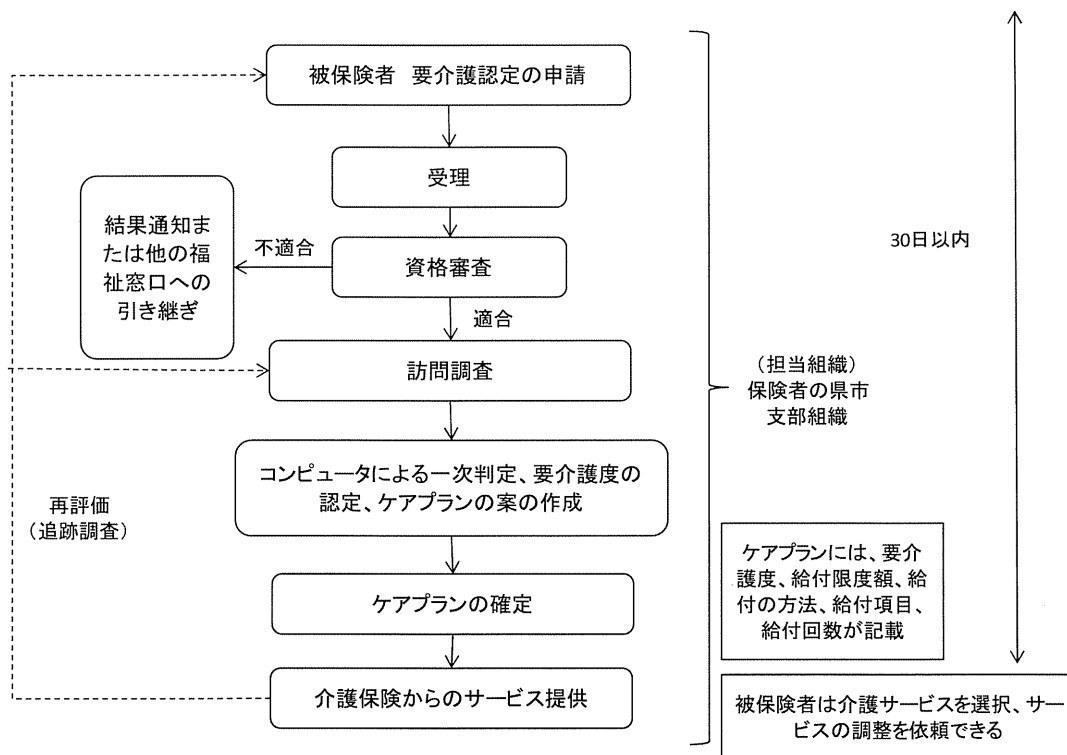 被保険者 要介護認定の申請
受理
結果通知ま
たは他の福
祉窓口への
引き継ぎ
不適合
資格審査
30日以内
適合
訪問調査
(担当組織)
保険者の県市
支部組織
コンピュータによる一次判定、要介護度の
認定、ケアプランの案の作成
再評価
(追跡調査)
ケアプランには、要介
護度、給付限度額、給
付の方法、給付項目、
給付回数が記載
ケアプランの確定
介護保険からのサービス提供
被保険者は介護サービスを選択、サー
ビスの調整を依頼できる